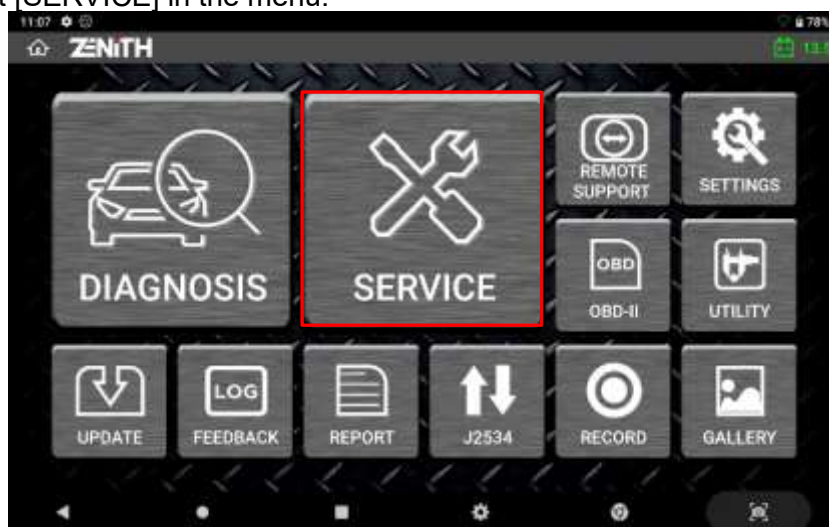 t [SERVICE] in the menu.
11:07 78%
ZENITH
DIAGNOSIS
SERVICE
REMOTE
SUPPORT
SETTINGS
OBD
OBD-II
UTILITY
UPDATE
LOG
FEEDBACK
REPORT
J2534
RECORD
GALLERY